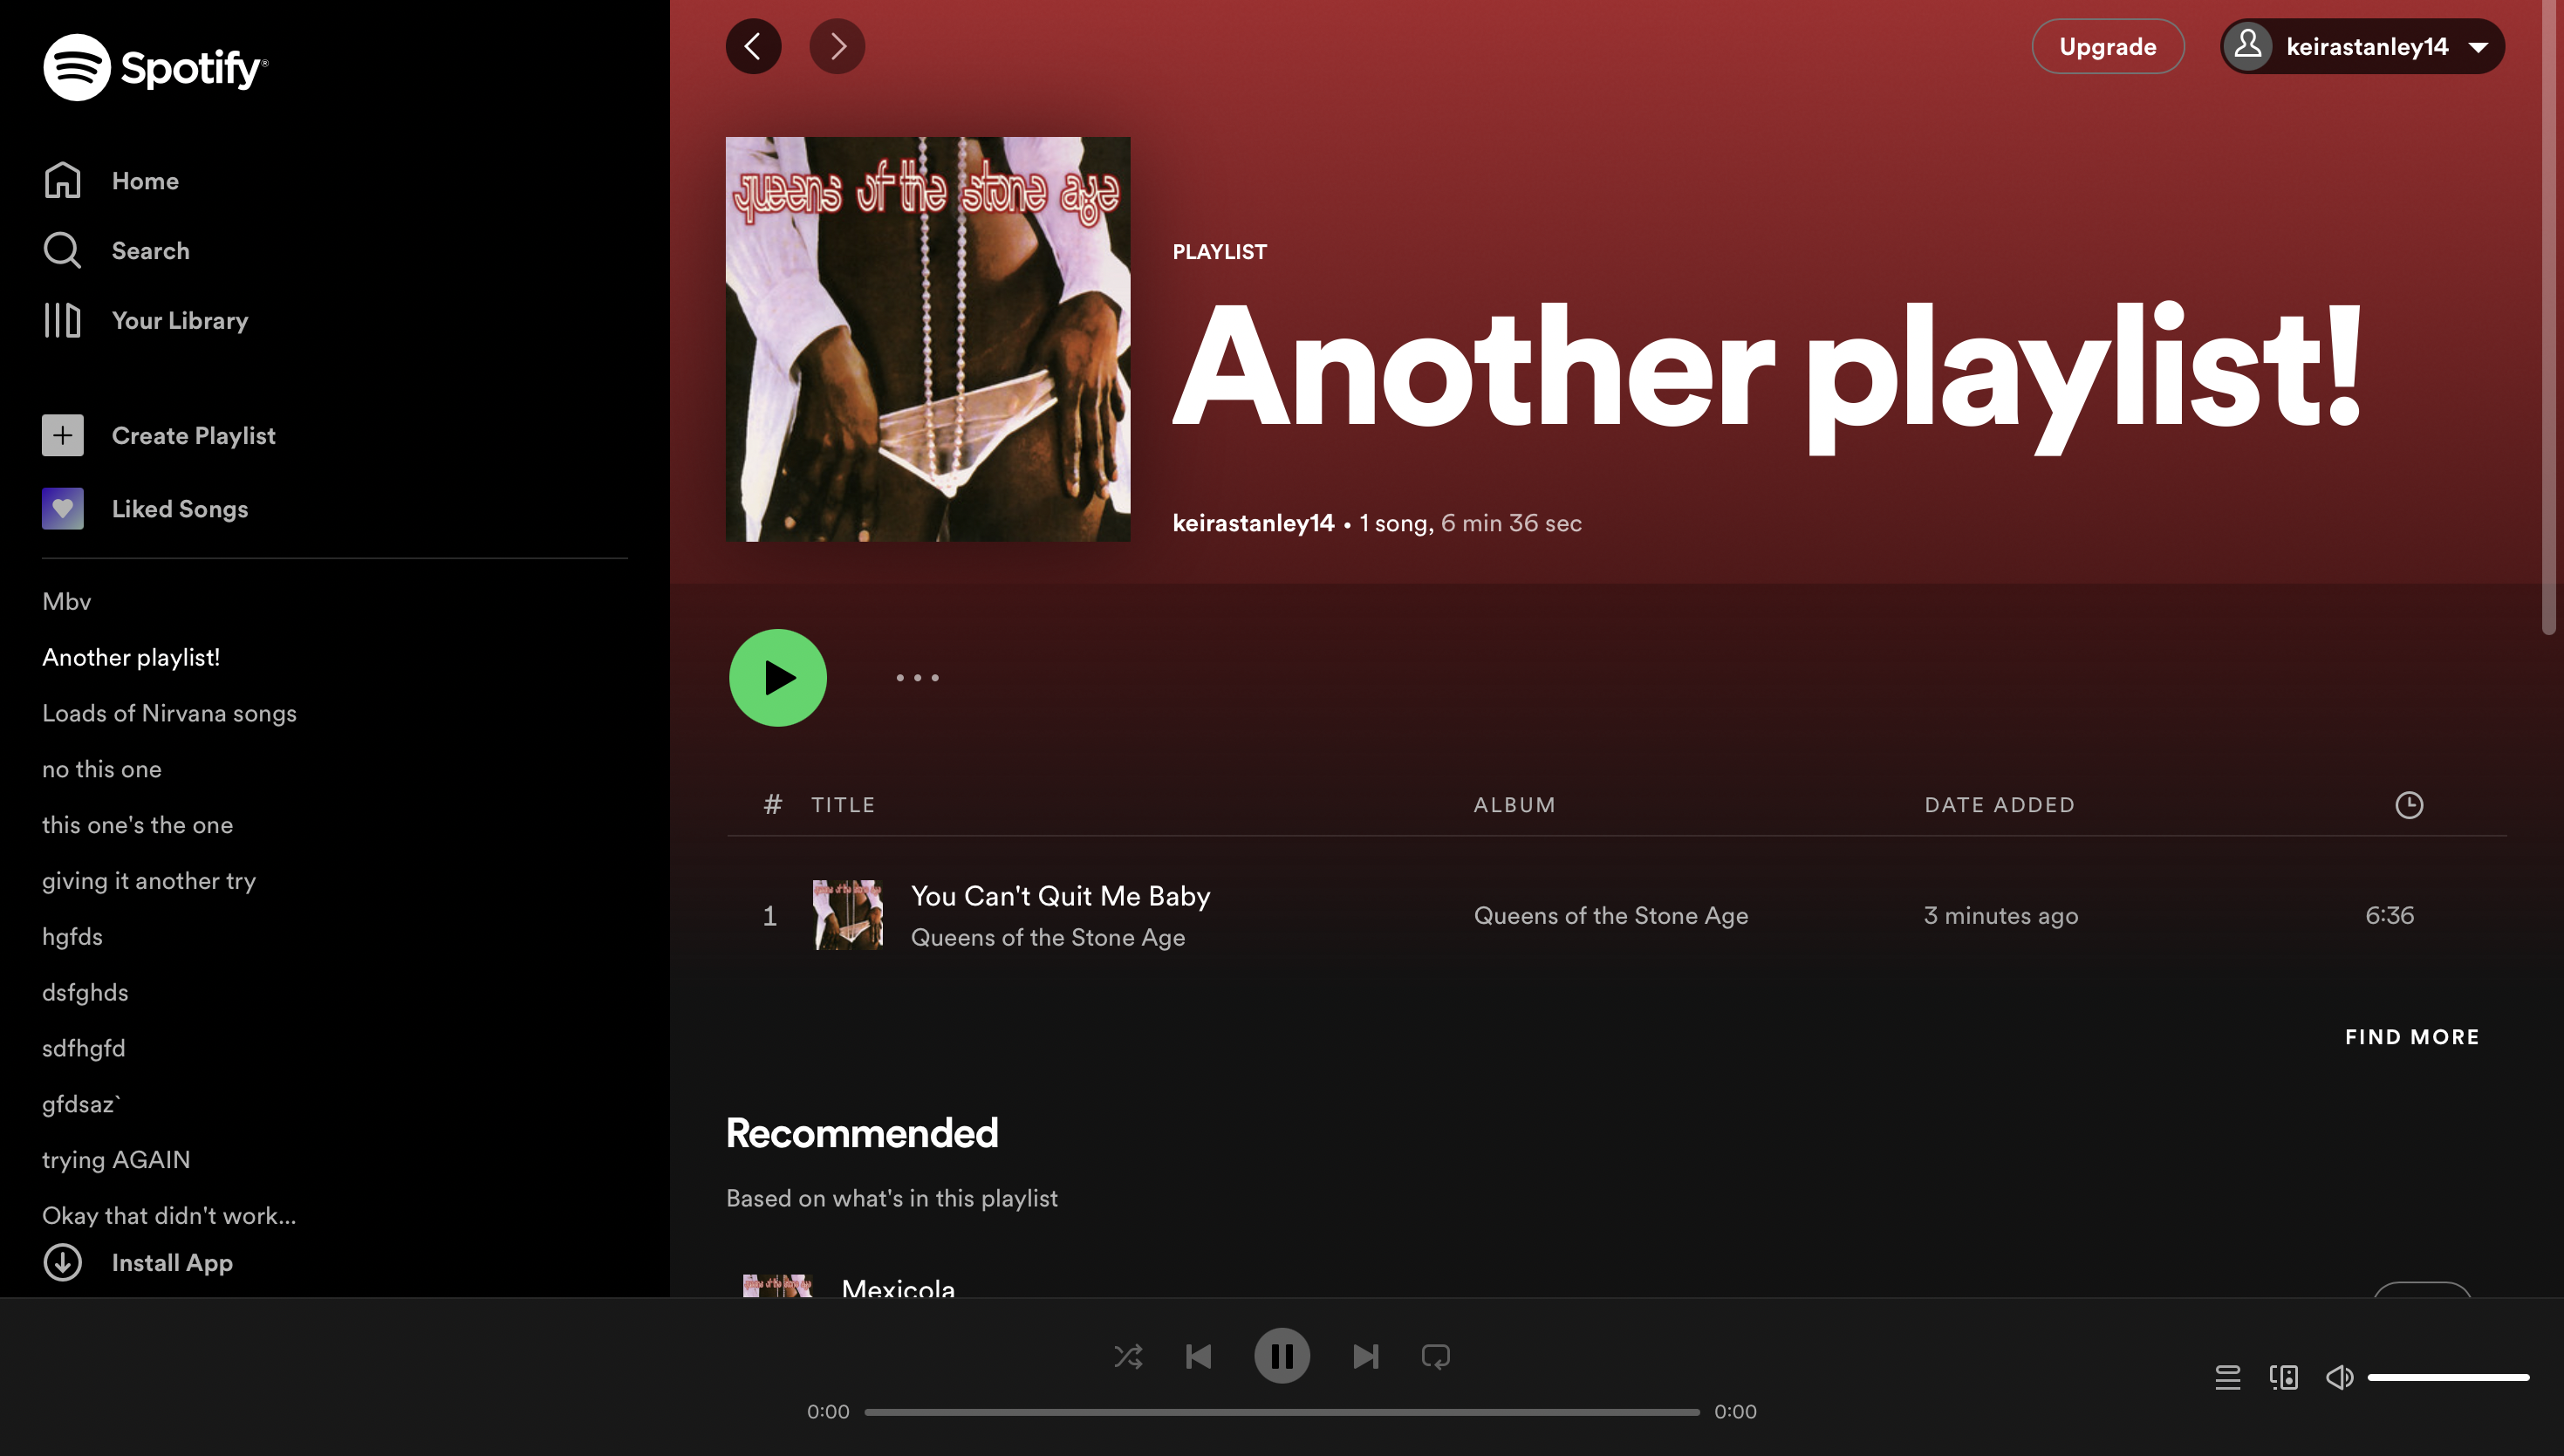 Spotify®
Home
Search
Your Library
Create Playlist
Liked Songs
Mbv
Another playlist!
Loads of Nirvana songs
no this one
this one's the one
giving it another try
hgfds
dsfghds
sdfhgfd
gfdsaz`
trying AGAIN
Okay that didn't work...
Install App
Upgrade
keirastanley14
queens of the stone age
PLAYLIST
Another playlist!
keirastanley14 • 1 song, 6 min 36 sec
# TITLE ALBUM DATE ADDED
1 You Can't Quit Me Baby Queens of the Stone Age 3 minutes ago 6:36
Queens of the Stone Age
FIND MORE
Recommended
Based on what's in this playlist
Mexicola
0:00 0:00